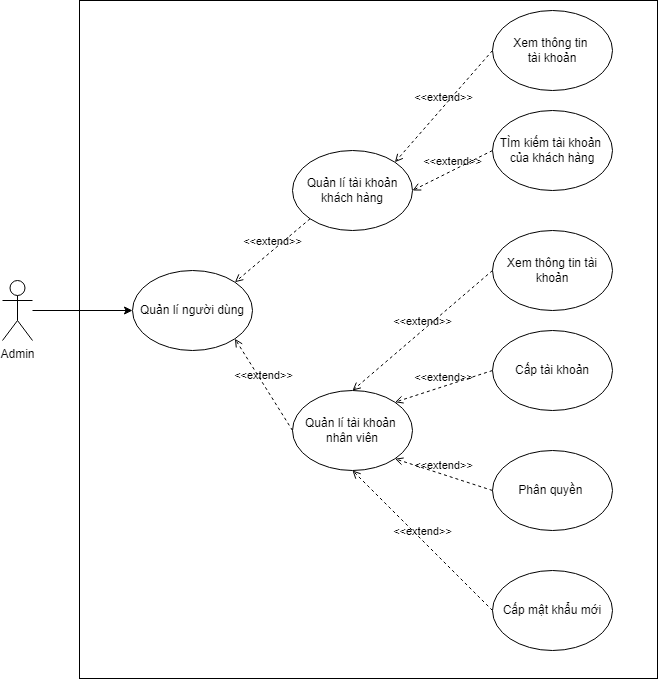 Xem thông tin
tài khoản
<<extend>>
Tìm kiếm tài khoản
của khách hàng
<<extend>>
Quản lí tài khoản
khách hàng
<<extend>>
Xem thông tin tài
khoản
Quản lí người dùng
Admin
<<extend>>
Cấp tài khoản
<<extend>>
<<extend>>
Quản lí tài khoản
nhân viên
<<extend>>
Phân quyền
<<extend>>
Cấp mật khẩu mới